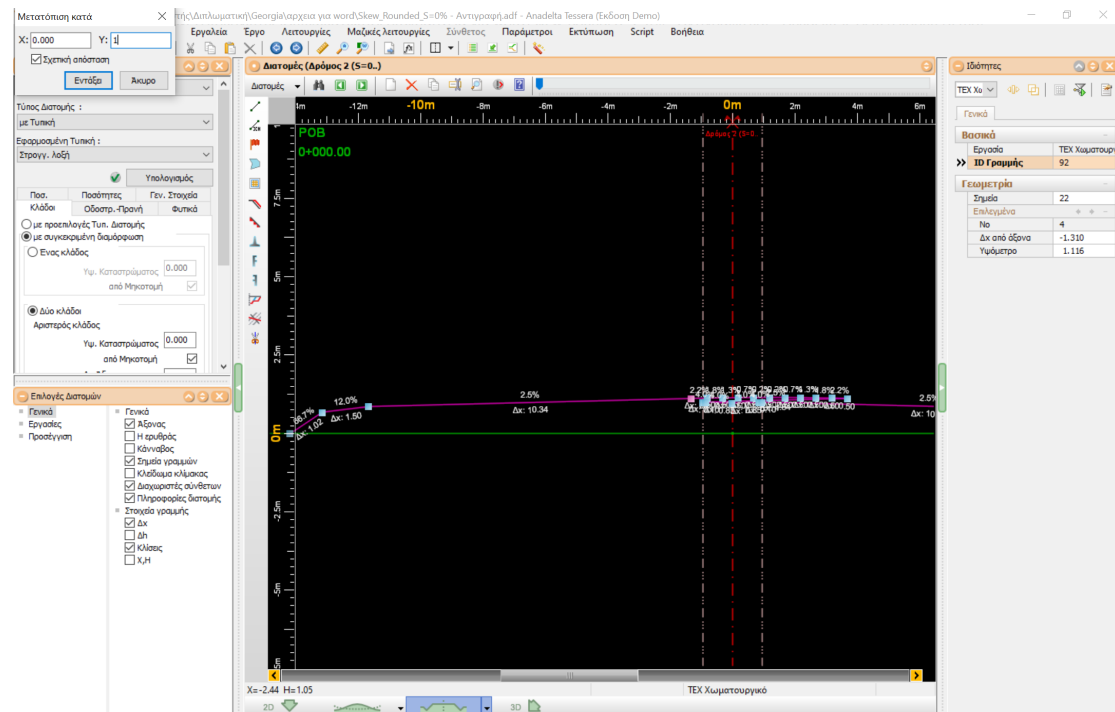 Μετατόπιση κατά
τής\Διπλωματική\Georgia\αρχεια για word\Skew_Rounded_S=0% - Αντιγραφή.adf - Anadelta Tessera (Έκδοση Demo)
X: 0.000 Y: 1
Σχετική απόσταση
Εντάξει Άκυρο
Εργαλεία Έργο Λειτουργίες Μαζικές λειτουργίες Σύνθετος Παράμετροι Εκτύπωση Script Βοήθεια
Τύπος Διατομής :
με Τυπική
Εφαρμοσμένη Τυπική :
Στρογγ. λοξή
Υπολογισμός
Ποσ. Ποσότητες Γεν. Στοιχεία
Κλάδοι Οδοστρ.-Πρανή Φυτικά
με προεπιλογές Τυπ. Διατομής
με συγκεκριμένη διαμόρφωση
Ένας κλάδος
Υψ. Καταστρώματος 0.000
από Μηκοτομή
Δύο κλάδοι
Αριστερός κλάδος
Υψ. Καταστρώματος 0.000
από Μηκοτομή
Επιλογές Διατομών
Γενικά
Εργασίες
Προσέγγιση
Γενικά
Άξονας
Η ερυθράς
Κάνναβος
Σημεία γραμμών
Κλείδωμα κλίμακας
Διαχωριστές σύνθετων
Πληροφορίες διατομής
Στοιχεία γραμμής
Δx
Δh
Κλίσεις
X,H
Διατομές (Δρόμος 2 (S=0..)
Διατομές
-12m -10m -8m -6m -4m -2m 0m 2m 4m 6m
Δρόμος 2 (S=0
POB
0+000.00
7.5m
5m
2.5m
0m
-2.5m
-5m
12.0% 2.5%
Δx: 1.02 Δx: 1.50 Δx: 10.34
X=-2.44 H=1.05 ΤΕΧ Χωματουργικό
2D 3D
Ιδιότητες
ΤΕΧ Χω
Γενικά
Βασικά
Εργασία ΤΕΧ Χωματουργ
ID Γραμμής 92
Γεωμετρία
Σημεία 22
Επιλεγμένα
Νο 4
Δx από άξονα -1.310
Υψόμετρο 1.116